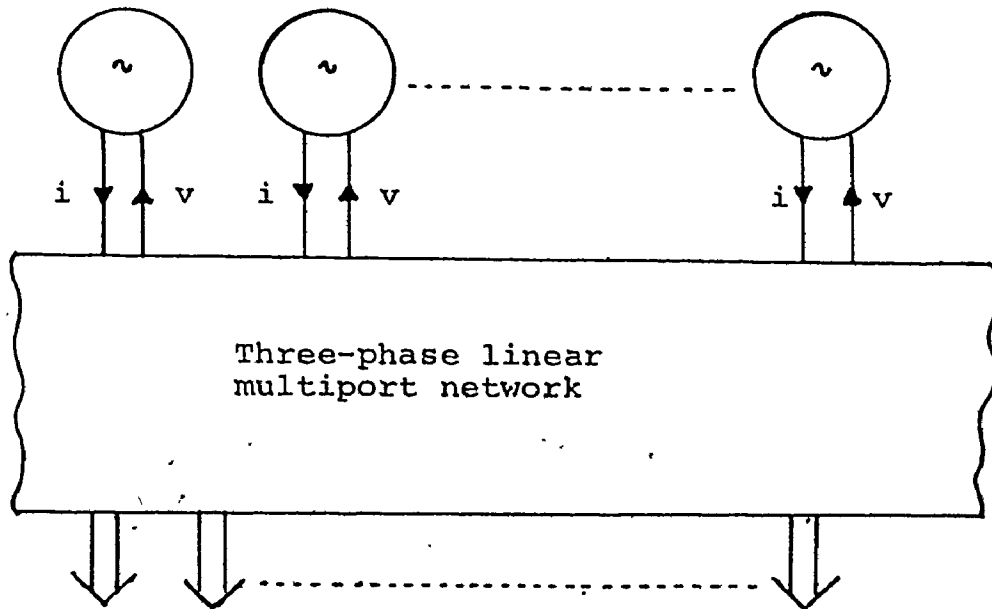 ~ ~ ~
i v i v i v
Three-phase linear
multiport network